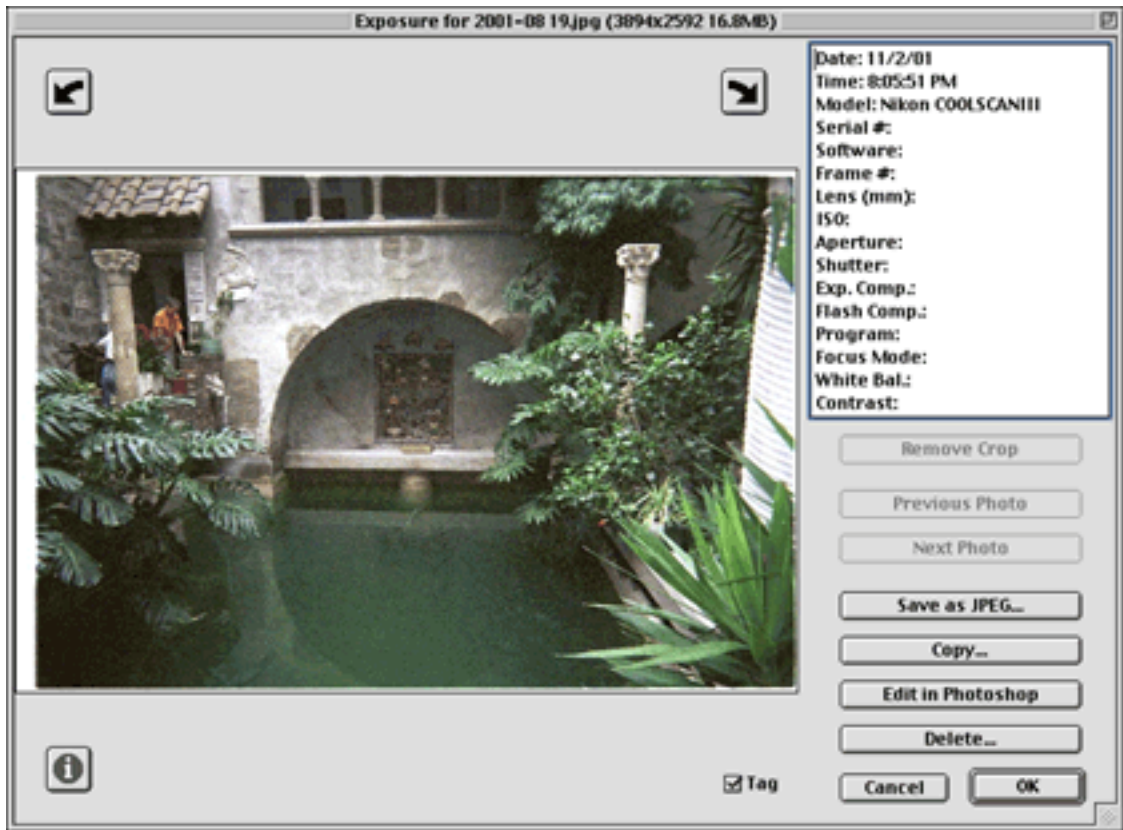 Exposure for 2001-08 19.jpg (3894x2592 16.8MB)
Date: 11/2/01
Time: 8:05:51 PM
Model: Nikon COOLSCANIII
Serial #:
Software:
Frame #:
Lens (mm):
ISO:
Aperture:
Shutter:
Exp. Comp.:
Flash Comp.:
Program:
Focus Mode:
White Bal.:
Contrast:
Remove Crop
Previous Photo
Next Photo
Save as JPEG...
Copy...
Edit in Photoshop
Delete...
Tag
Cancel
OK